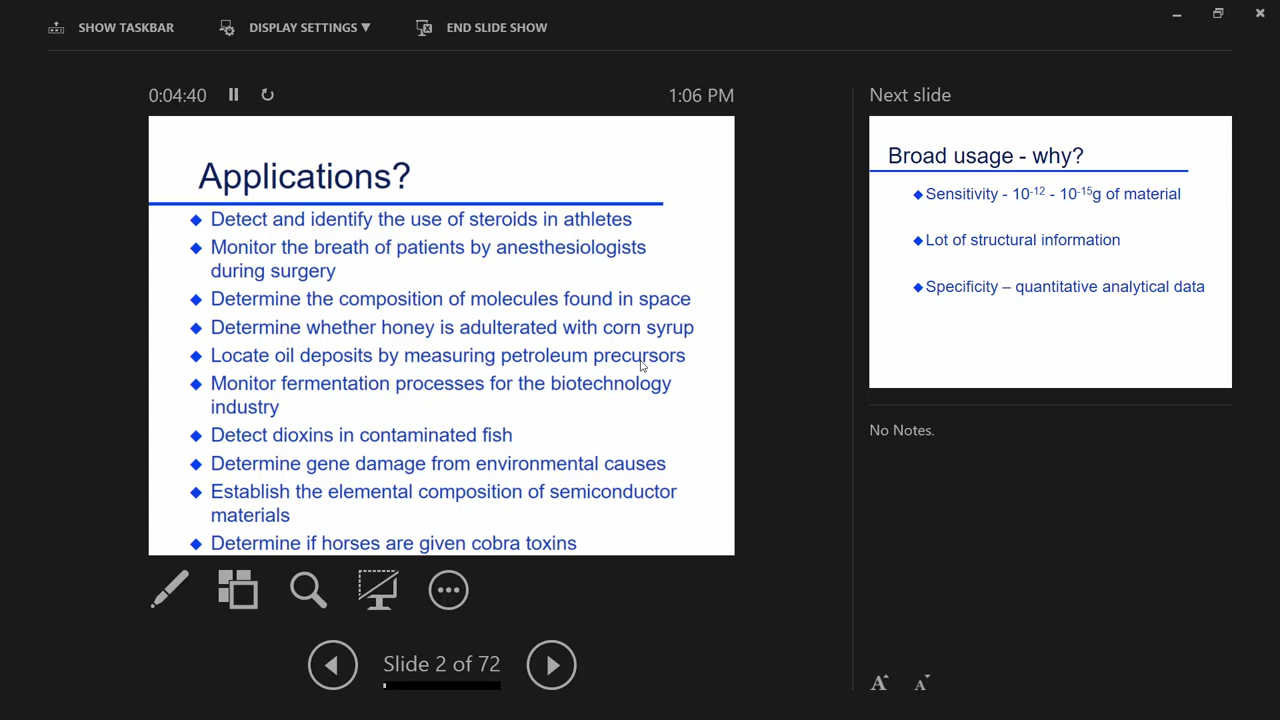 SHOW TASKBAR
DISPLAY SETTINGS ▼
END SLIDE SHOW
0:04:40
1:06 PM
Applications?
◆ Detect and identify the use of steroids in athletes
◆ Monitor the breath of patients by anesthesiologists
during surgery
◆ Determine the composition of molecules found in space
◆ Determine whether honey is adulterated with corn syrup
◆ Locate oil deposits by measuring petroleum precursors
◆ Monitor fermentation processes for the biotechnology
industry
◆ Detect dioxins in contaminated fish
◆ Determine gene damage from environmental causes
◆ Establish the elemental composition of semiconductor
materials
◆ Determine if horses are given cobra toxins
Slide 2 of 72
Next slide
Broad usage - why?
◆Sensitivity - 10⁻¹² - 10⁻¹⁵g of material
◆Lot of structural information
◆Specificity – quantitative analytical data
No Notes.
A A